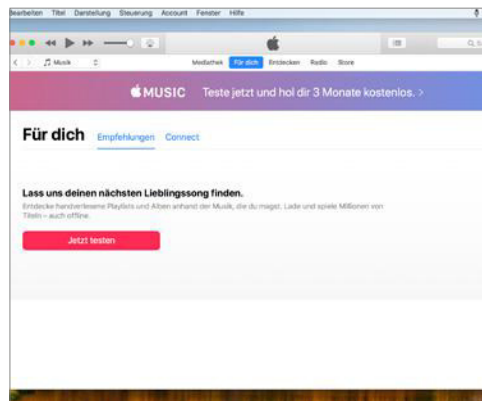 Bearbeiten Titel Darstellung Steuerung Account Fenster Hilfe
Musik
Mediathek Für dich Entdecken Radio Store
MUSIC Teste jetzt und hol dir 3 Monate kostenlos. >
Für dich Empfehlungen Connect
Lass uns deinen nächsten Lieblingssong finden.
Entdecke handverlesene Playlists und Alben anhand der Musik, die du magst. Lade und spiele Millionen von
Titeln – auch offline.
Jetzt testen